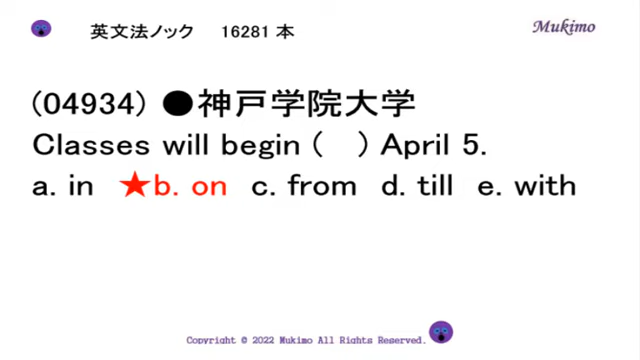 英文法ノック 16281 本
Mukimo
(04934) ●神戸学院大学
Classes will begin ( ) April 5.
a. in ★b. on c. from d. till e. with
Copyright © 2022 Mukimo All Rights Reserved.